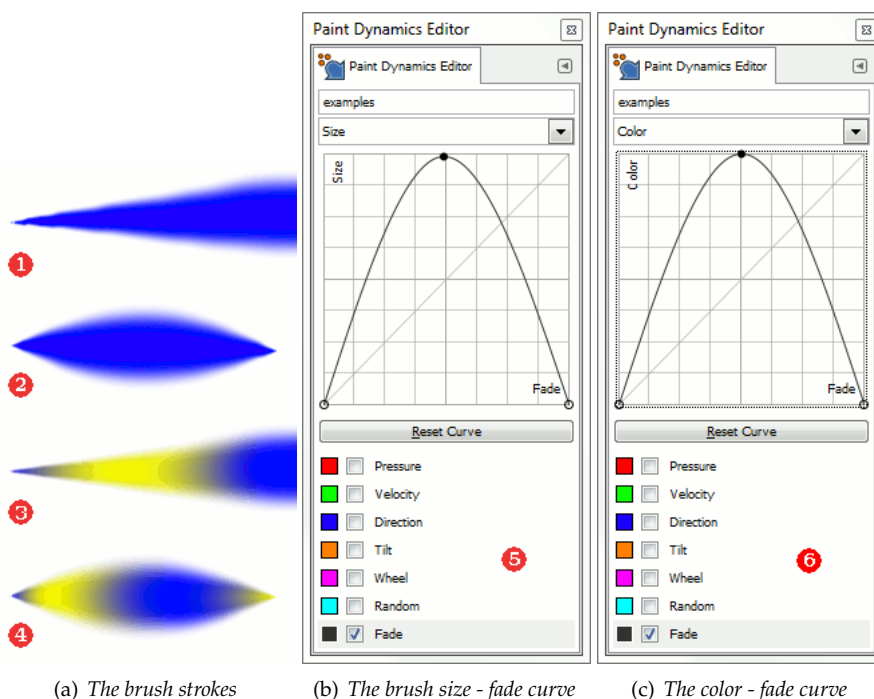 1
2
3
4
Paint Dynamics Editor
Paint Dynamics Editor
examples
Size
Size
Fade
Reset Curve
Pressure
Velocity
Direction
Tilt
Wheel
Random
Fade
5
Paint Dynamics Editor
Paint Dynamics Editor
examples
Color
Color
Fade
Reset Curve
Pressure
Velocity
Direction
Tilt
Wheel
Random
Fade
6
(a) The brush strokes
(b) The brush size - fade curve
(c) The color - fade curve